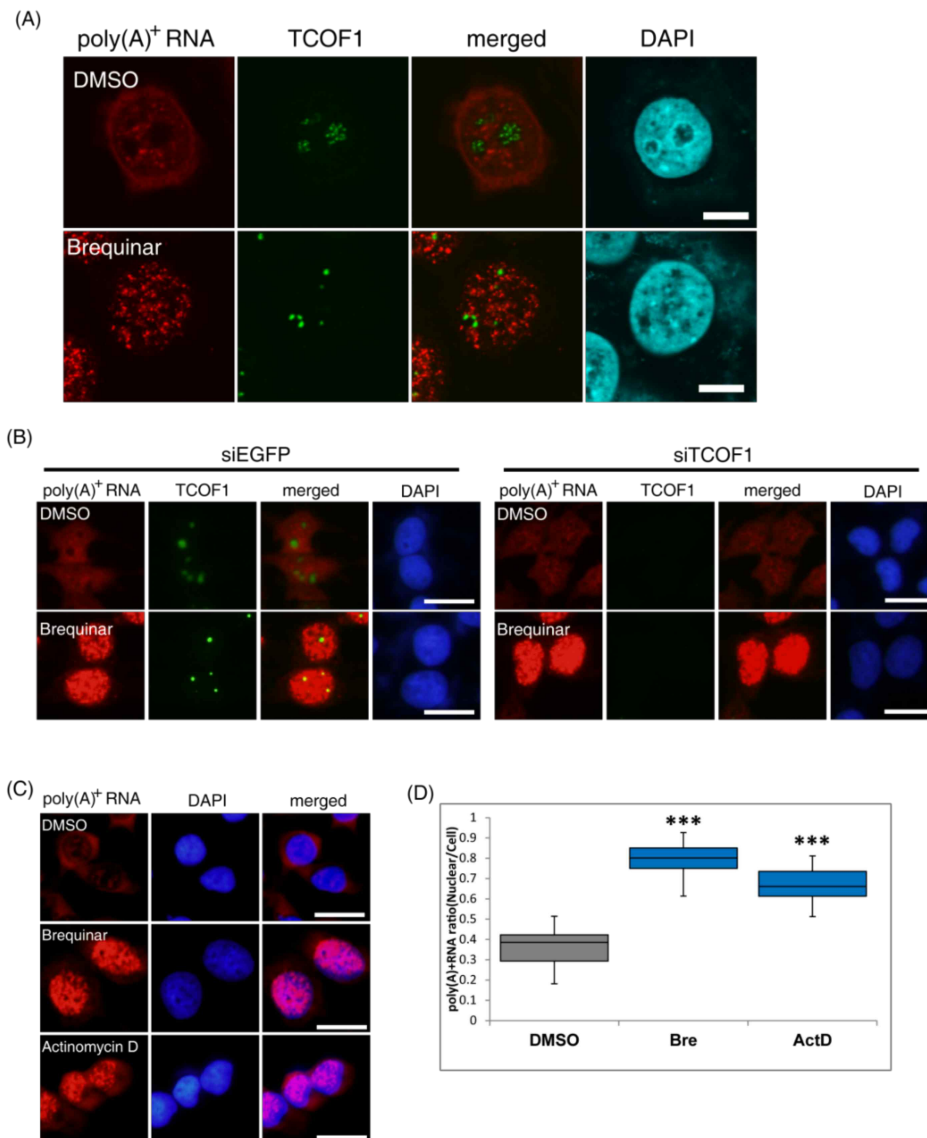 (A)
poly(A)+ RNA TCOF1 merged DAPI
DMSO
Brequinar
(B)
siEGFP siTCOF1
poly(A)+ RNA TCOF1 merged DAPI poly(A)+ RNA TCOF1 merged DAPI
DMSO DMSO
Brequinar Brequinar
(C)
poly(A)+ RNA DAPI merged
DMSO
Brequinar
Actinomycin D
(D)
poly(A)+RNA ratio(Nuclear/Cell)
1
0.9
0.8
0.7
0.6
0.5
0.4
0.3
0.2
0.1
0
*** ***
DMSO Bre ActD